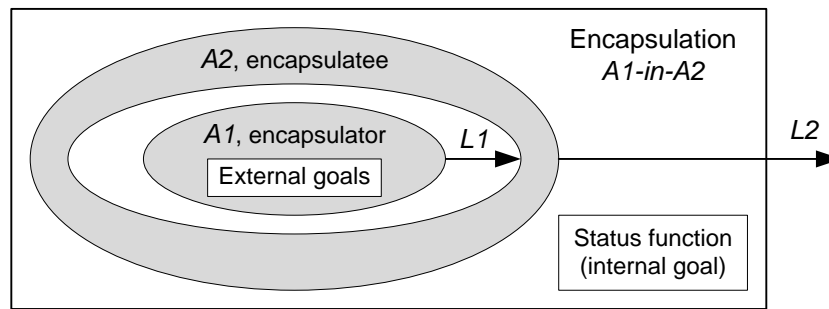 Encapsulation
A1-in-A2
A2, encapsulatee
A1, encapsulator
External goals
L1
L2
Status function
(internal goal)